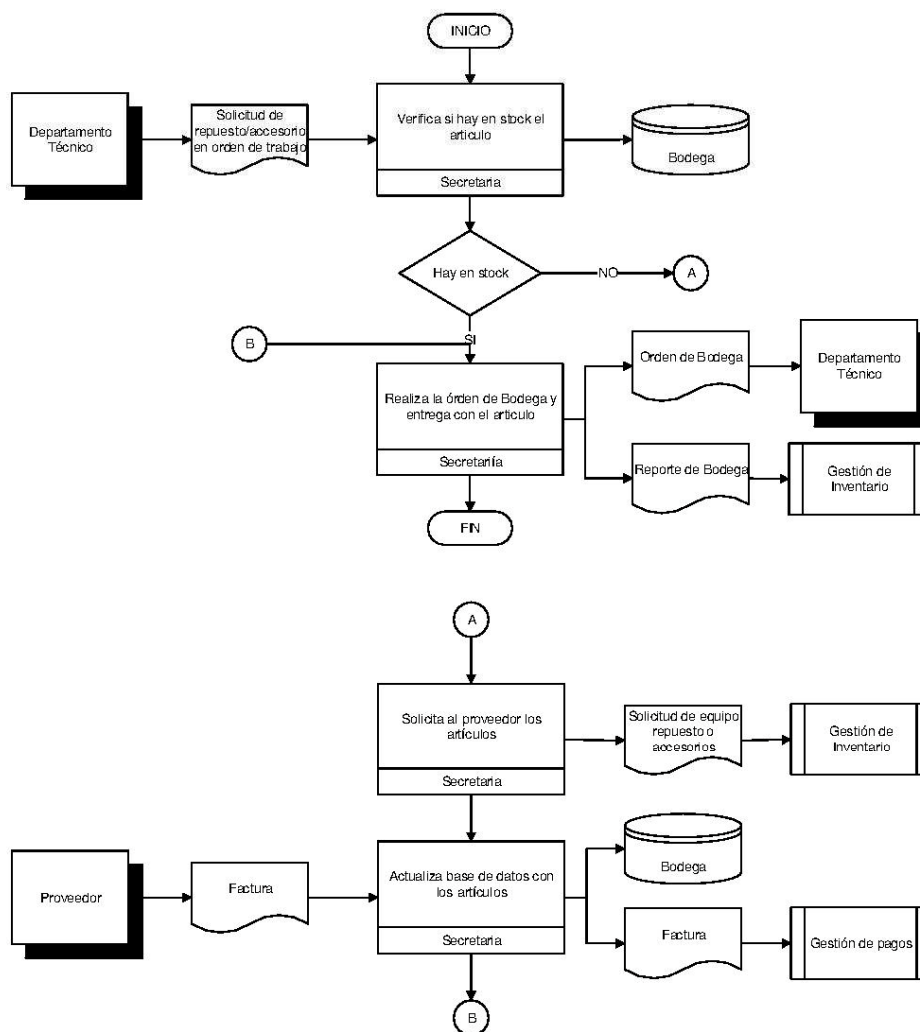 INICIO
Departamento
Técnico
Solicitud de
repuesto/accesorio
en orden de trabajo
Verifica si hay en stock el
articulo
Secretaria
Bodega
Hay en stock
NO
A
B
SI
Realiza la órden de Bodega y
entrega con el articulo
Secretariía
Orden de Bodega
Departamento
Técnico
Reporte de Bodega
Gestión de
Inventario
FIN
A
Solicita al proveedor los
artículos
Secretaria
Solicitud de equipo
repuesto o
accesorios
Gestión de
Inventario
Proveedor
Factura
Actualiza base de datos con
los artículos
Secretaria
Bodega
Factura
Gestión de pagos
B